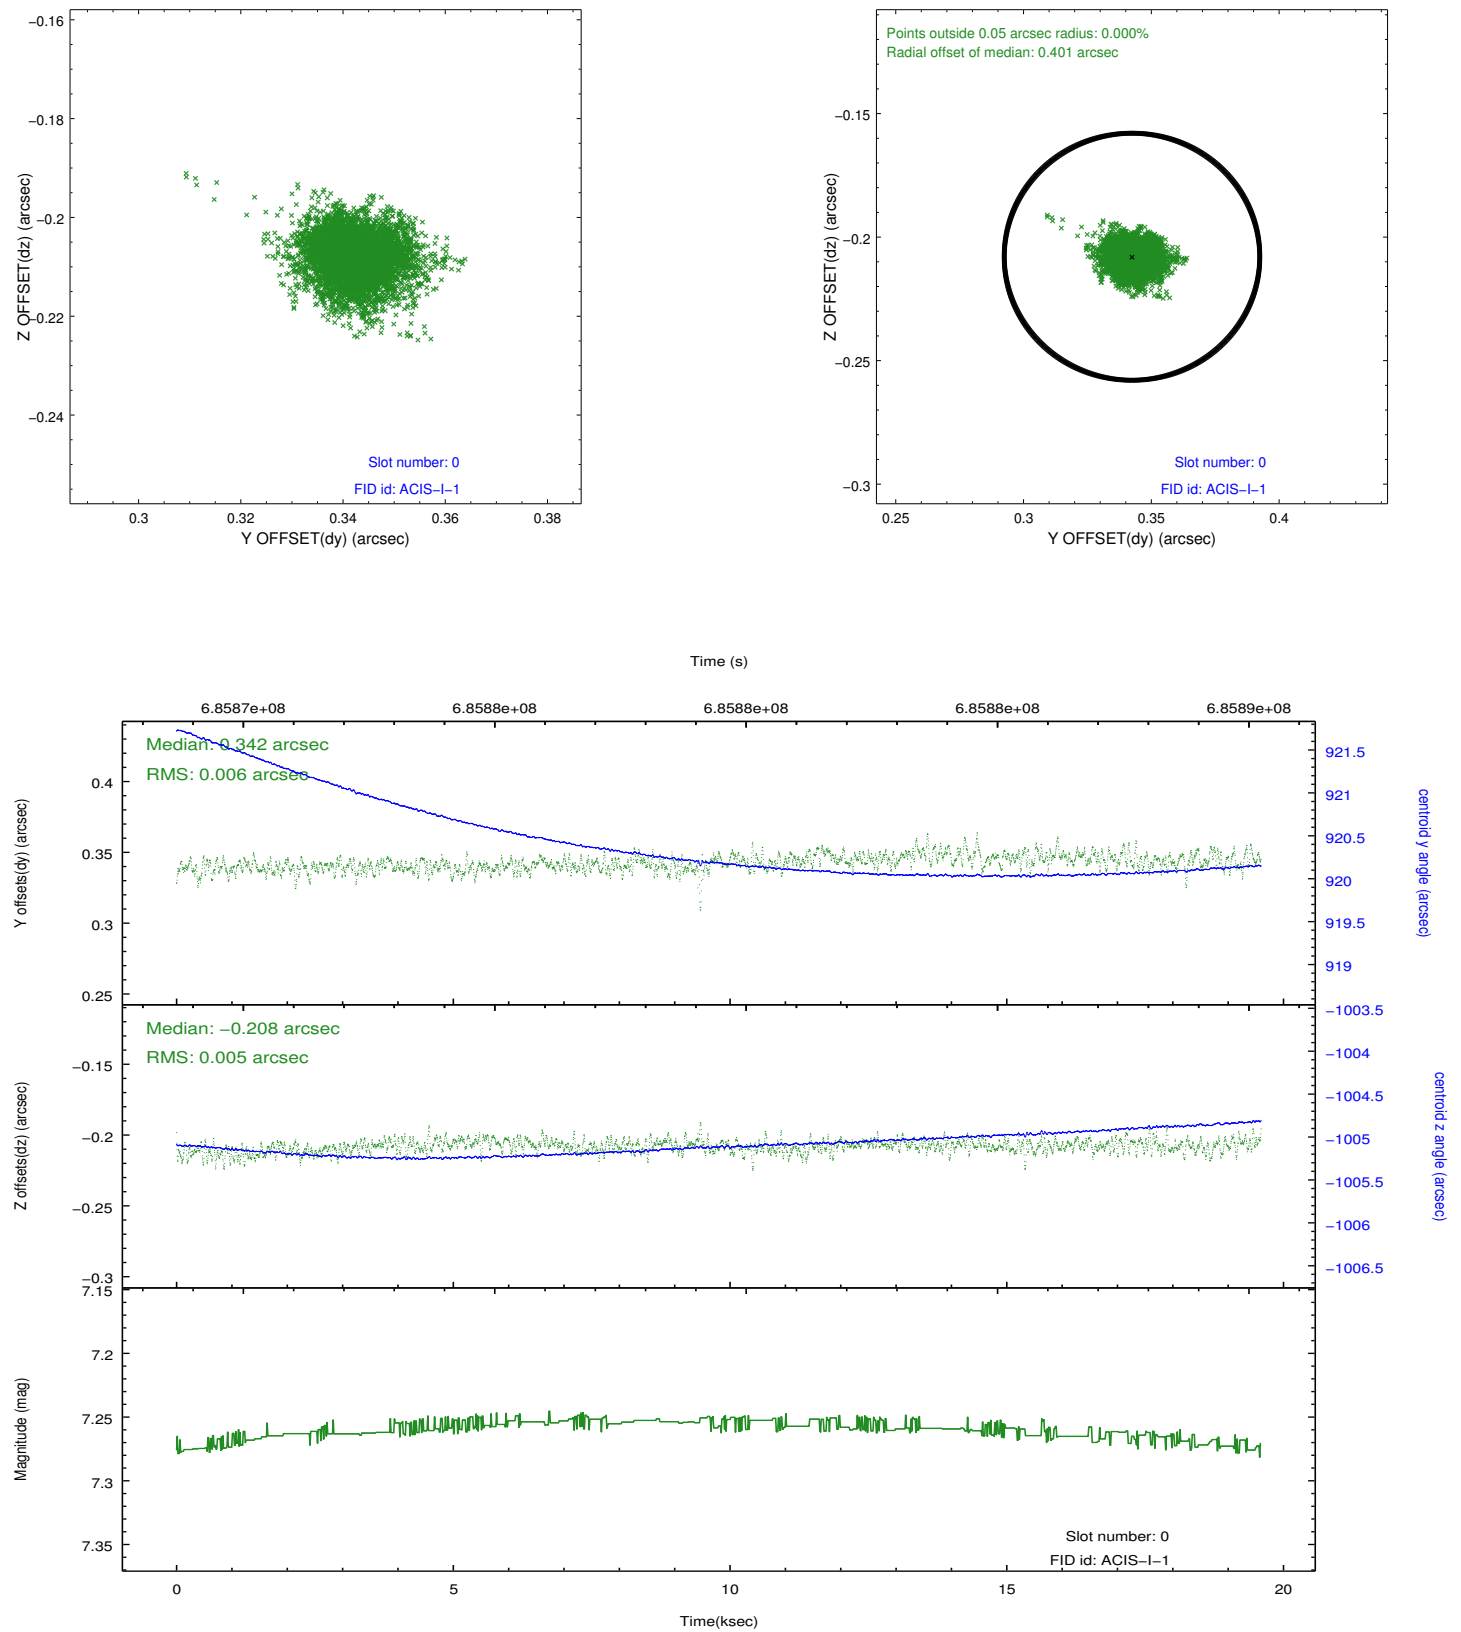 −0.16
−0.18
−0.2
−0.22
−0.24
Z OFFSET(dz) (arcsec)
Slot number: 0
FID id: ACIS−I−1
0.3 0.32 0.34 0.36 0.38
Y OFFSET(dy) (arcsec)
Points outside 0.05 arcsec radius: 0.000%
Radial offset of median: 0.401 arcsec
−0.15
−0.2
−0.25
−0.3
Z OFFSET(dz) (arcsec)
Slot number: 0
FID id: ACIS−I−1
0.25 0.3 0.35 0.4
Y OFFSET(dy) (arcsec)
Time (s)
6.8587e+08 6.8588e+08 6.8588e+08 6.8588e+08 6.8589e+08
Median: 0.342 arcsec
RMS: 0.006 arcsec
0.4
0.35
0.3
0.25
Y offsets(dy) (arcsec)
921.5
921
920.5
920
919.5
919
centroid y angle (arcsec)
Median: −0.208 arcsec
RMS: 0.005 arcsec
−0.15
−0.2
−0.25
−0.3
Z offsets(dz) (arcsec)
−1003.5
−1004
−1004.5
−1005
−1005.5
−1006
−1006.5
centroid z angle (arcsec)
7.15
7.2
7.25
7.3
7.35
Magnitude (mag)
Slot number: 0
FID id: ACIS−I−1
0 5 10 15 20
Time(ksec)